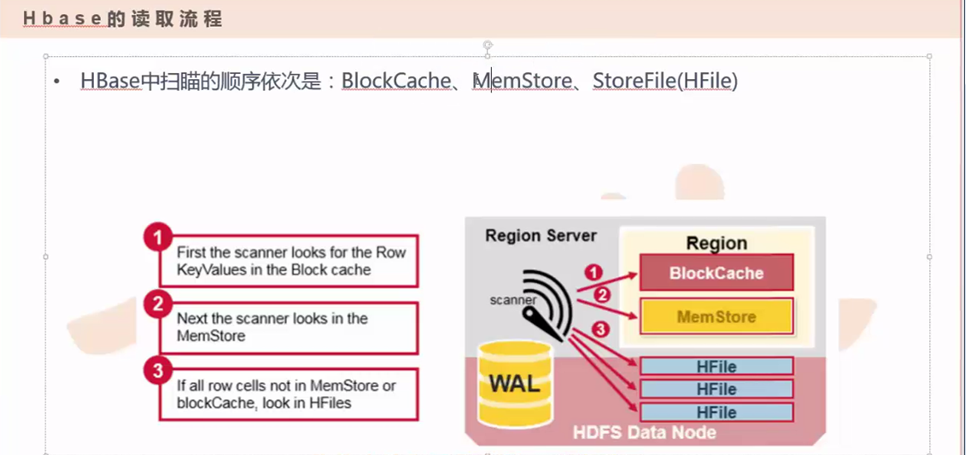 Hbase的读取流程
• HBase中扫瞄的顺序依次是：BlockCache、MemStore、StoreFile(HFile)
1
First the scanner looks for the Row
KeyValues in the Block cache
2
Next the scanner looks in the
MemStore
3
If all row cells not in MemStore or
blockCache, look in HFiles
Region Server
Region
scanner
1
BlockCache
2
MemStore
3
HFile
HFile
HFile
WAL
HDFS Data Node